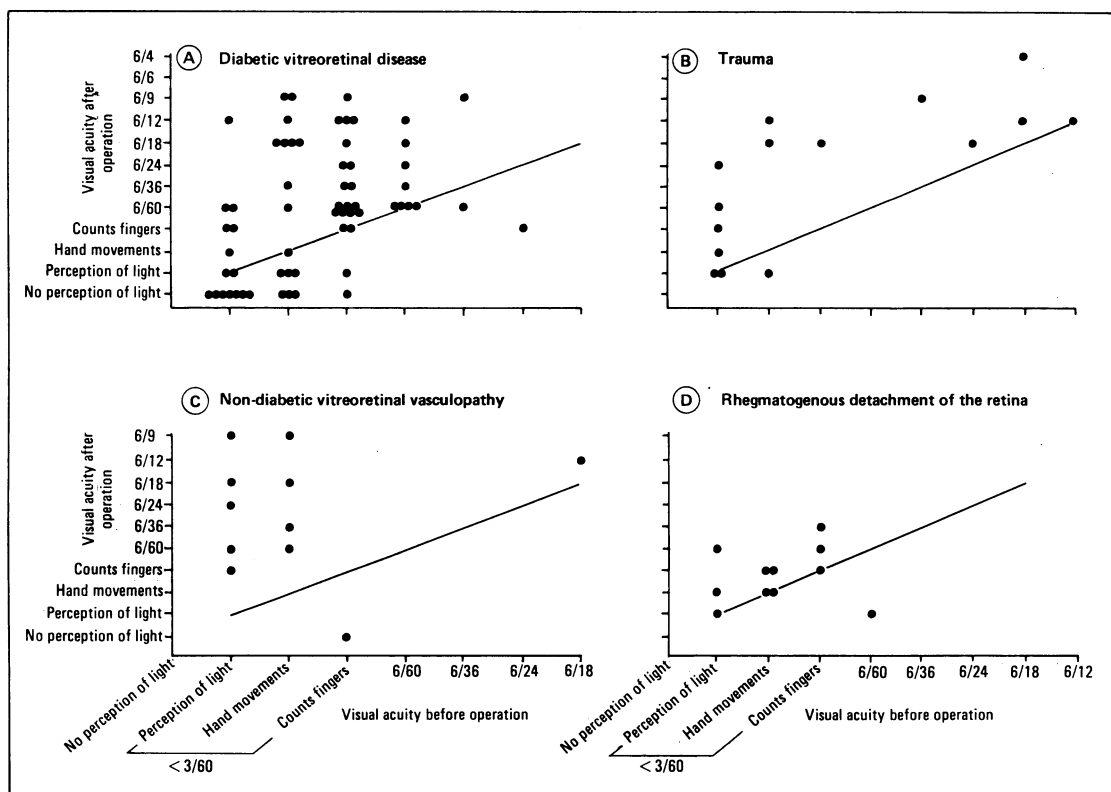 A Diabetic vitreoretinal disease
Visual acuity after
operation
6/4
6/6
6/9
6/12
6/18
6/24
6/36
6/60
Counts fingers
Hand movements
Perception of light
No perception of light
B Trauma
C Non-diabetic vitreoretinal vasculopathy
Visual acuity after
operation
6/9
6/12
6/18
6/24
6/36
6/60
Counts fingers
Hand movements
Perception of light
No perception of light
No perception of light
Perception of light
Hand movements
Counts fingers
6/60
6/36
6/24
6/18
Visual acuity before operation
< 3/60
D Rhegmatogenous detachment of the retina
No perception of light
Perception of light
Hand movements
Counts fingers
6/60
6/36
6/24
6/18
6/12
Visual acuity before operation
< 3/60